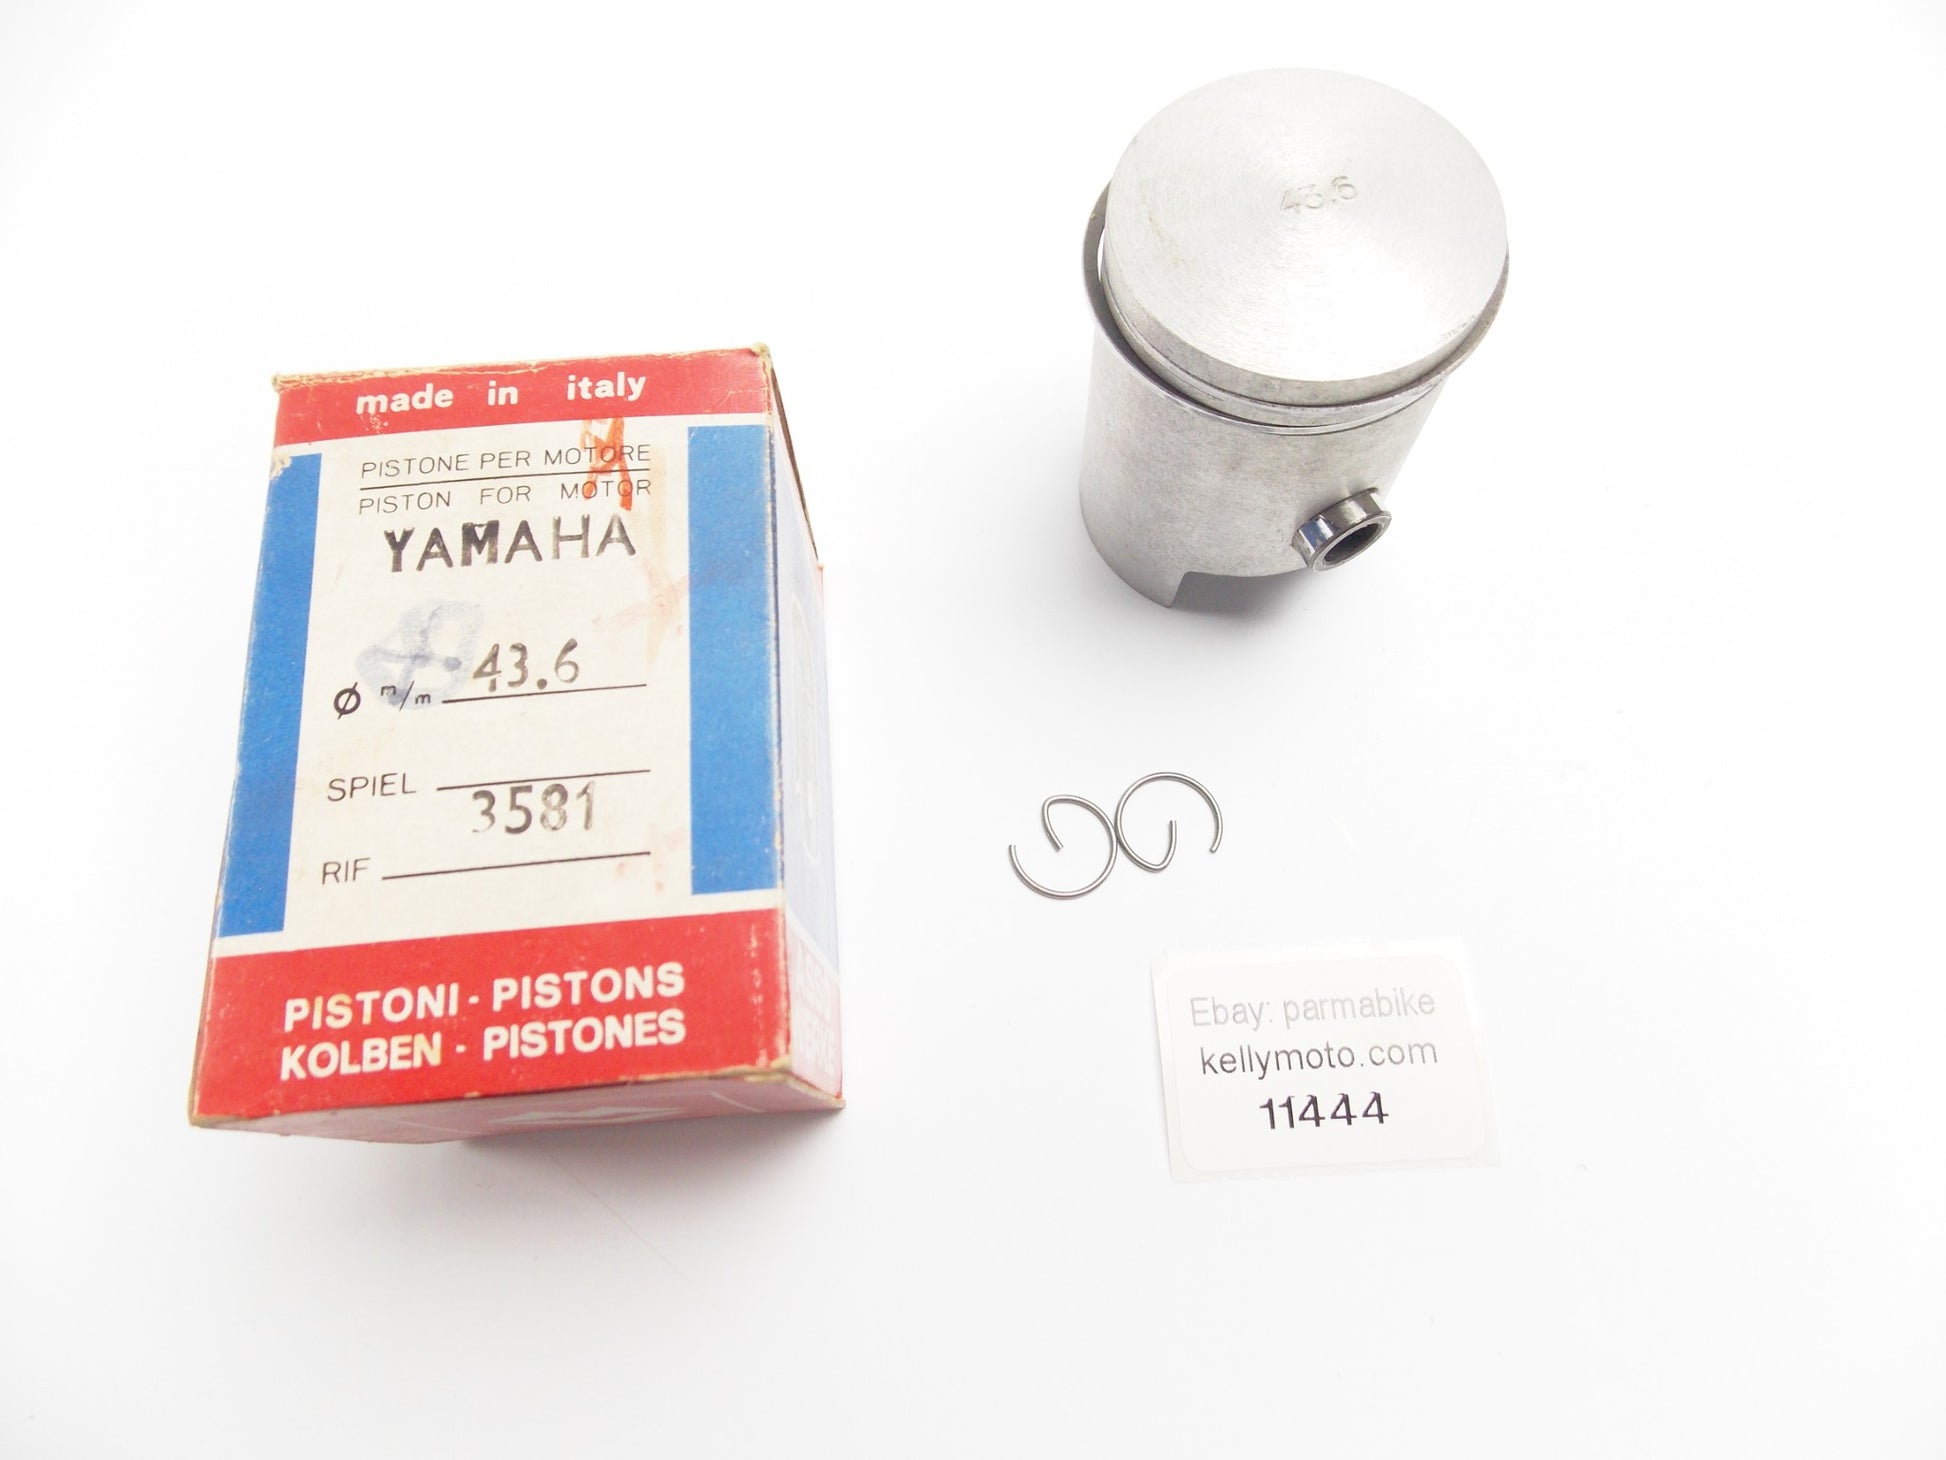 made in italy
PISTONE PER MOTORE
PISTON FOR MOTOR
YAMAHA
Ø m/m 43.6
SPIEL
3581
RIF
PISTONI - PISTONS
KOLBEN - PISTONES
43.6
Ebay: parmabike
kellymoto.com
11444